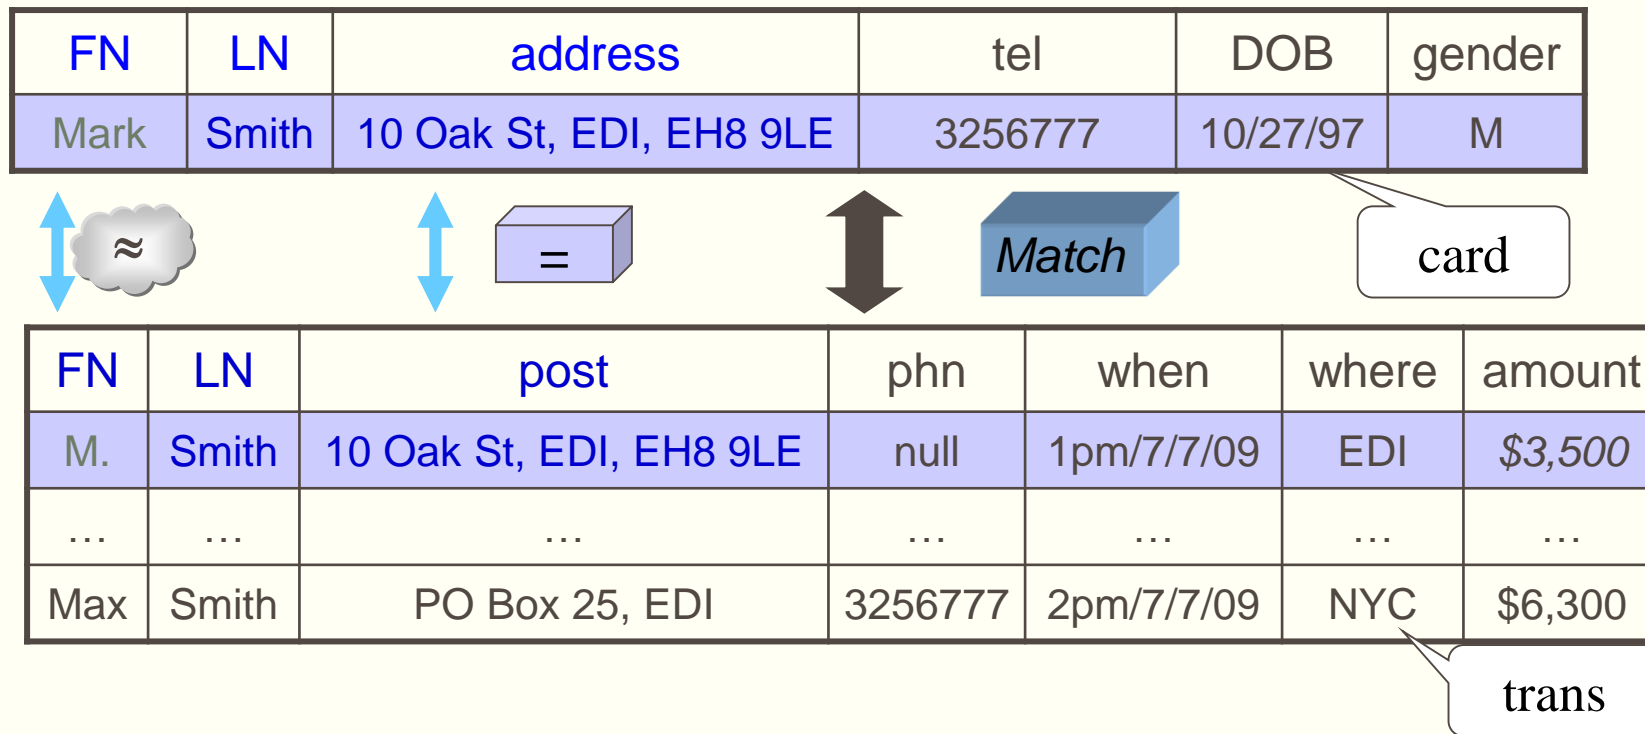 FN LN address tel DOB gender
Mark Smith 10 Oak St, EDI, EH8 9LE 3256777 10/27/97 M
≈ = Match card
FN LN post phn when where amount
M. Smith 10 Oak St, EDI, EH8 9LE null 1pm/7/7/09 EDI $3,500
… … … … … … …
Max Smith PO Box 25, EDI 3256777 2pm/7/7/09 NYC $6,300
trans